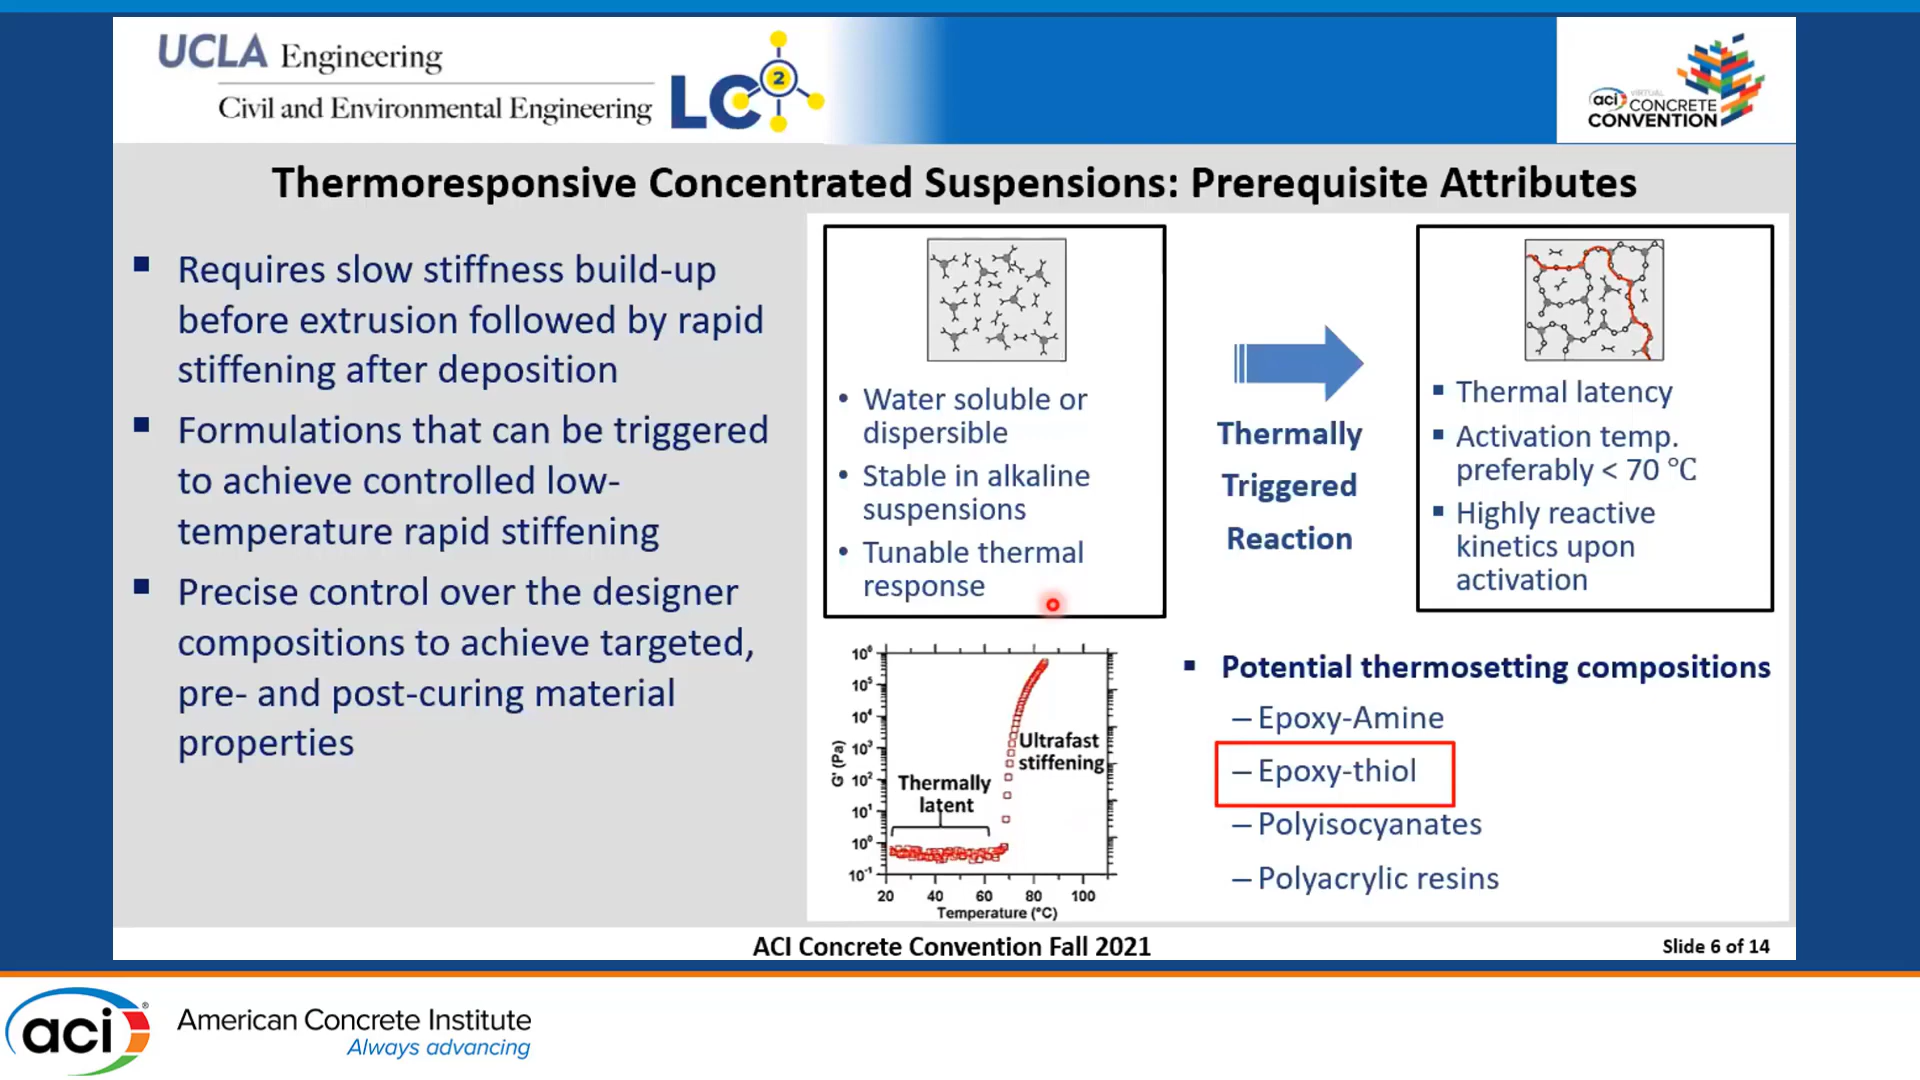 UCLA Engineering
Civil and Environmental Engineering
LC2
aci VIRTUAL
CONCRETE
CONVENTION
Thermoresponsive Concentrated Suspensions: Prerequisite Attributes
▪ Requires slow stiffness build-up
before extrusion followed by rapid
stiffening after deposition
▪ Formulations that can be triggered
to achieve controlled low-
temperature rapid stiffening
▪ Precise control over the designer
compositions to achieve targeted,
pre- and post-curing material
properties
• Water soluble or
dispersible
• Stable in alkaline
suspensions
• Tunable thermal
response
Thermally
Triggered
Reaction
▪ Thermal latency
▪ Activation temp.
preferably < 70 °C
▪ Highly reactive
kinetics upon
activation
10⁶
10⁵
10⁴
10³
10²
10¹
10⁰
10⁻¹
G' (Pa)
Thermally
latent
Ultrafast
stiffening
20 40 60 80 100
Temperature (°C)
▪ Potential thermosetting compositions
– Epoxy-Amine
– Epoxy-thiol
– Polyisocyanates
– Polyacrylic resins
ACI Concrete Convention Fall 2021
Slide 6 of 14
aci®
American Concrete Institute
Always advancing